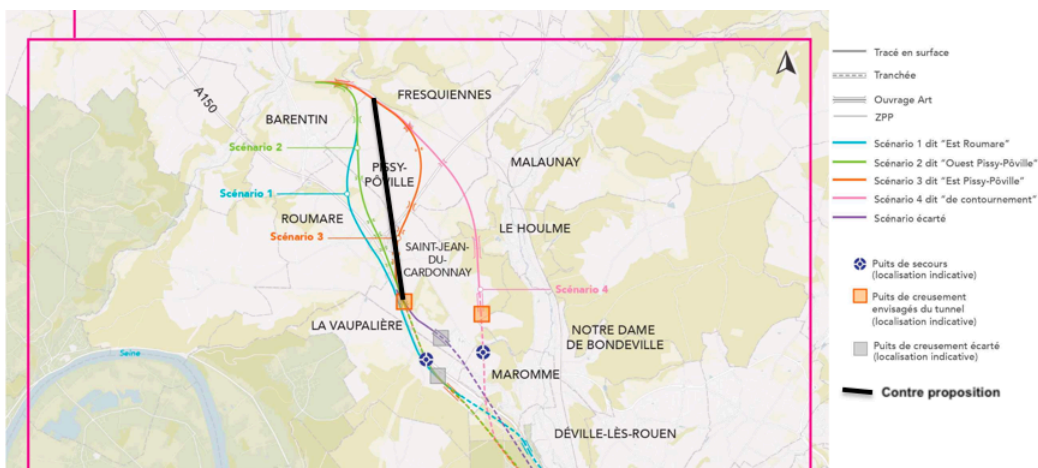 A150
FRESQUIENNES
BARENTIN
Scénario 2
MALAUNAY
PISSY-
PÔVILLE
Scénario 1
ROUMARE
LE HOULME
Scénario 3
SAINT-JEAN-
DU-
CARDONNAY
Scénario 4
LA VAUPALIÈRE
NOTRE DAME
DE BONDEVILLE
Seine
MAROMME
DÉVILLE-LÈS-ROUEN
Tracé en surface
Tranchée
Ouvrage Art
ZPP
Scénario 1 dit "Est Roumare"
Scénario 2 dit "Ouest Pissy-Pôville"
Scénario 3 dit "Est Pissy-Pôville"
Scénario 4 dit "de contournement"
Scénario écarté
Puits de secours
(localisation indicative)
Puits de creusement
envisagés du tunnel
(localisation indicative)
Puits de creusement écarté
(localisation indicative)
Contre proposition